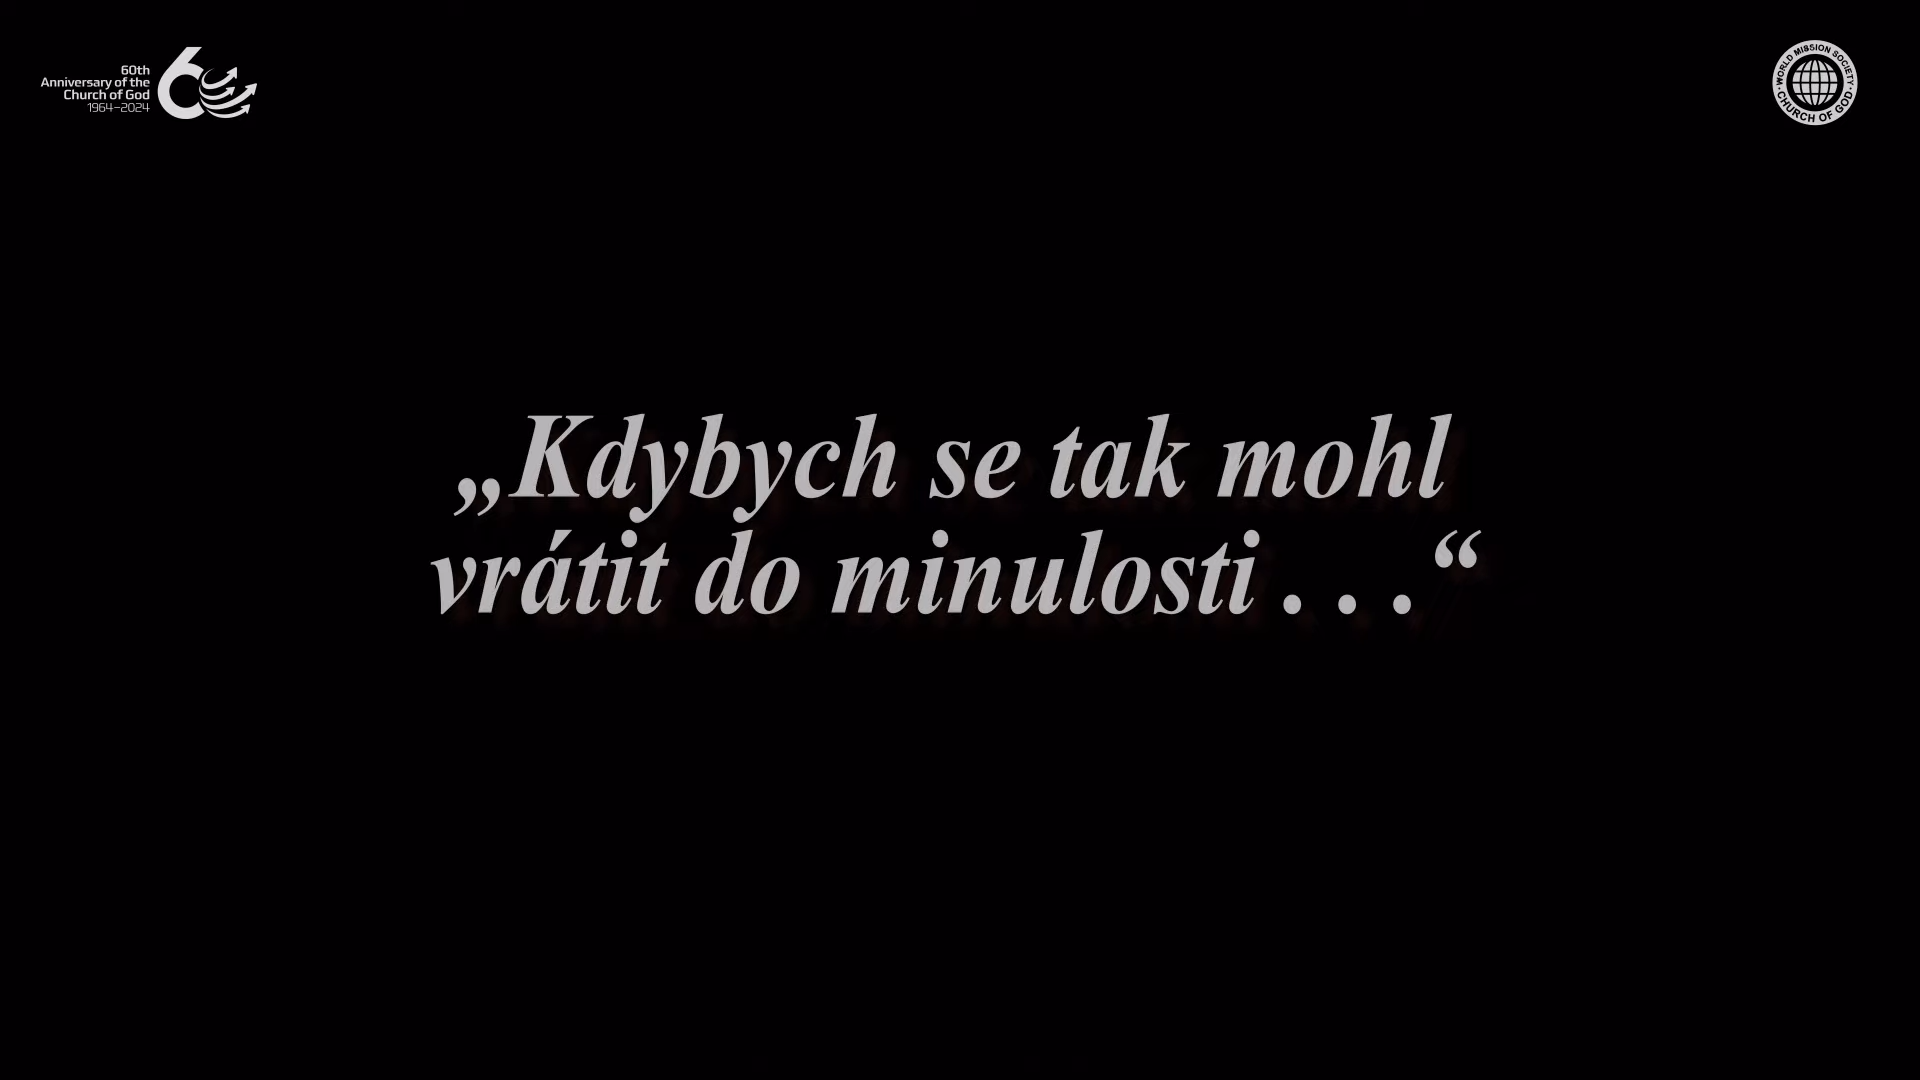 60th
Anniversary of the
Church of God
1964–2024
WORLD MISSION SOCIETY
CHURCH OF GOD
„Kdybych se tak mohl
vrátit do minulosti . . .“